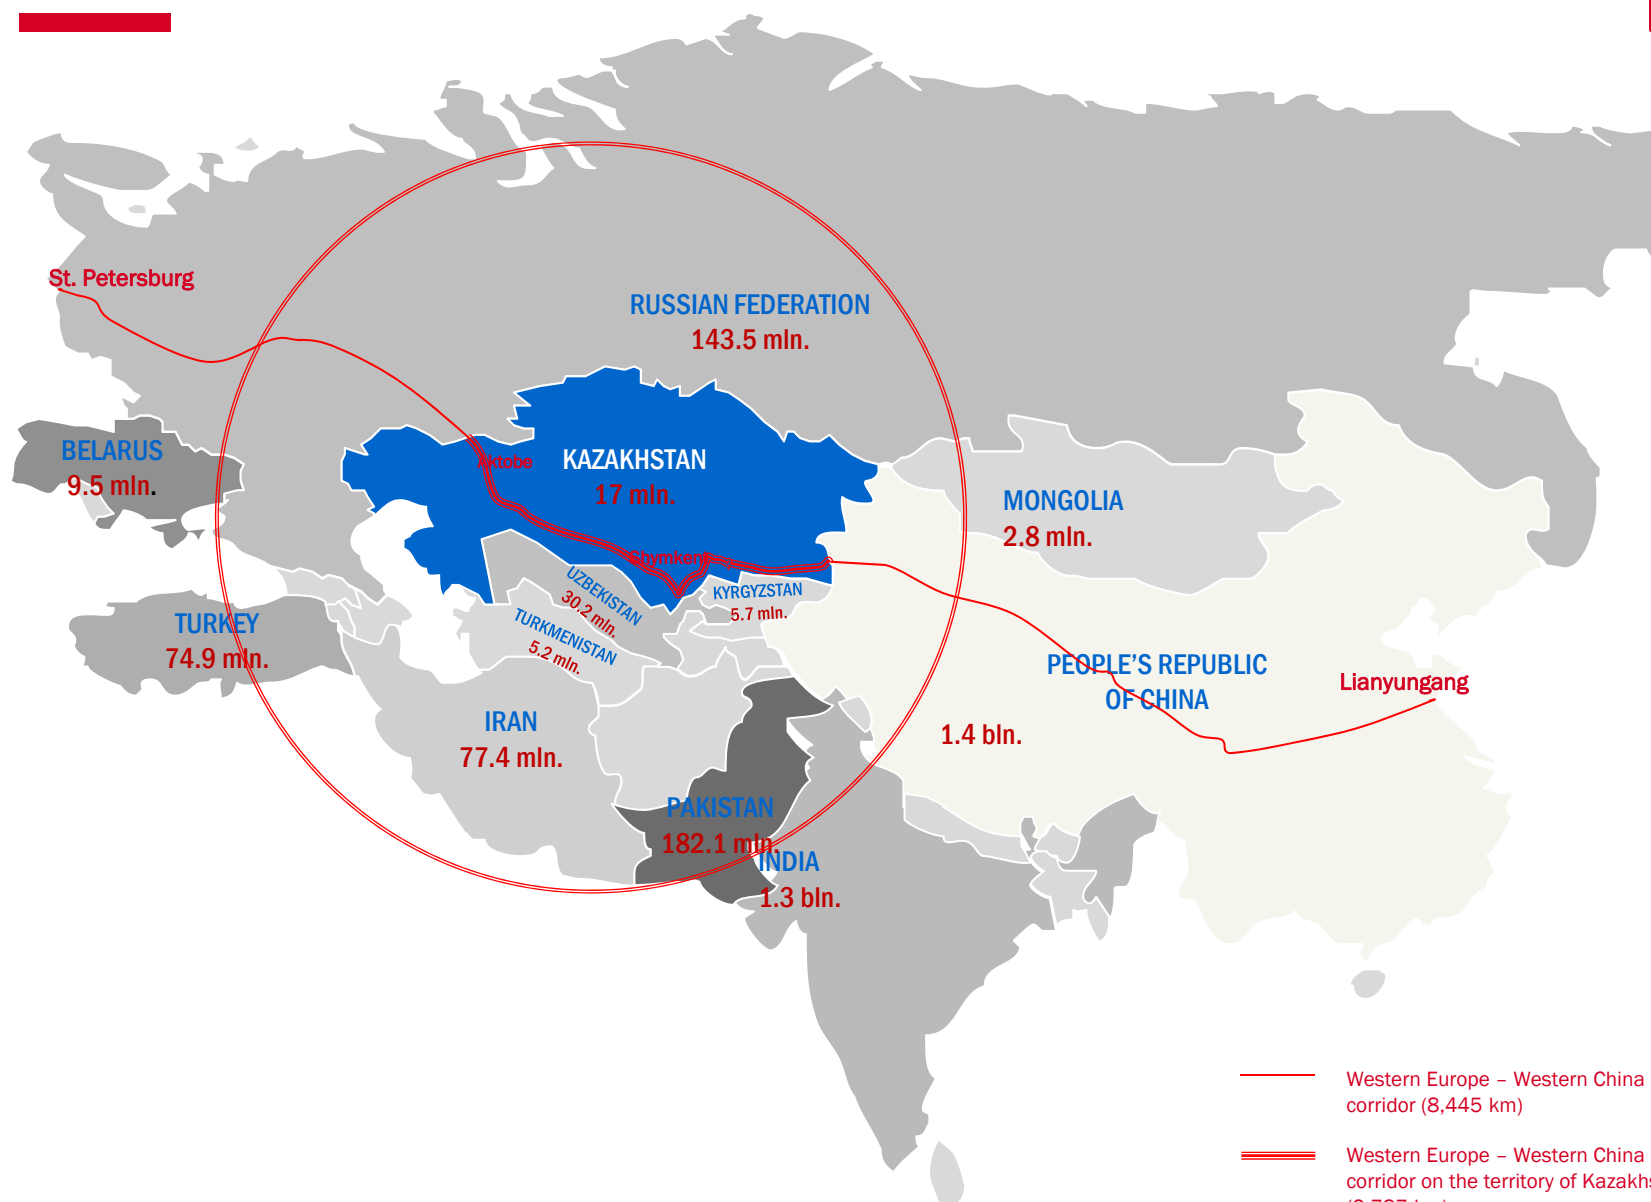 St. Petersburg
RUSSIAN FEDERATION
143.5 mln.
BELARUS
9.5 mln.
Aktobe
KAZAKHSTAN
17 mln.
MONGOLIA
2.8 mln.
Shymkent
UZBEKISTAN
30.2 mln.
KYRGYZSTAN
5.7 mln.
TURKMENISTAN
5.2 mln.
TURKEY
74.9 mln.
PEOPLE'S REPUBLIC
OF CHINA
1.4 bln.
Lianyungang
IRAN
77.4 mln.
PAKISTAN
182.1 mln.
INDIA
1.3 bln.
Western Europe – Western China
corridor (8,445 km)
Western Europe – Western China
corridor on the territory of